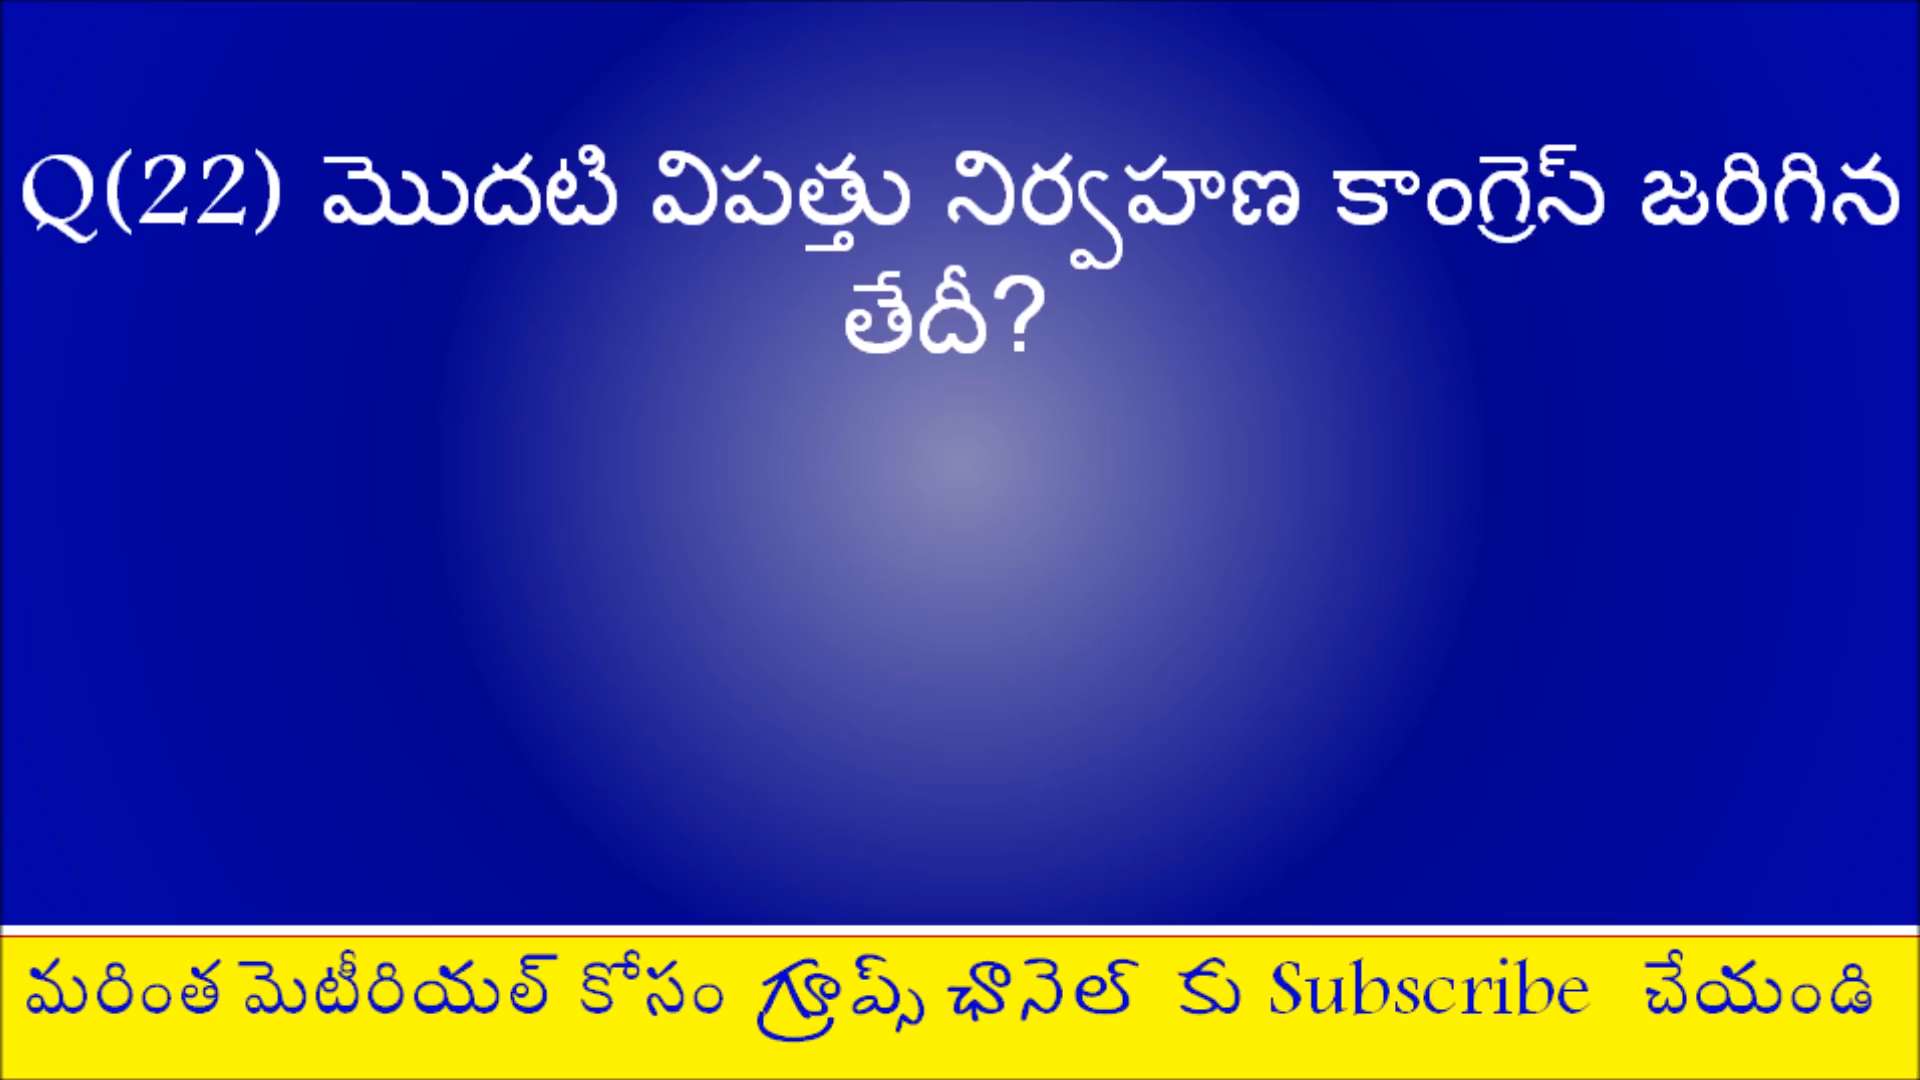 Q(22) మొదటి విపత్తు నిర్వహణ కాంగ్రెస్ జరిగిన
తేదీ?
మరింత మెటీరియల్ కోసం గ్రూప్స్ ఛానెల్ కు Subscribe చేయండి